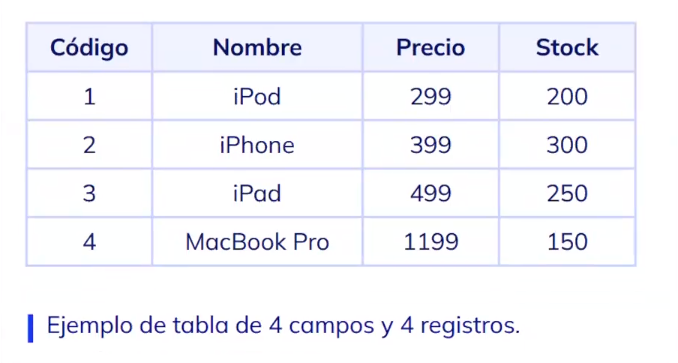 Código Nombre Precio Stock
1 iPod 299 200
2 iPhone 399 300
3 iPad 499 250
4 MacBook Pro 1199 150
Ejemplo de tabla de 4 campos y 4 registros.